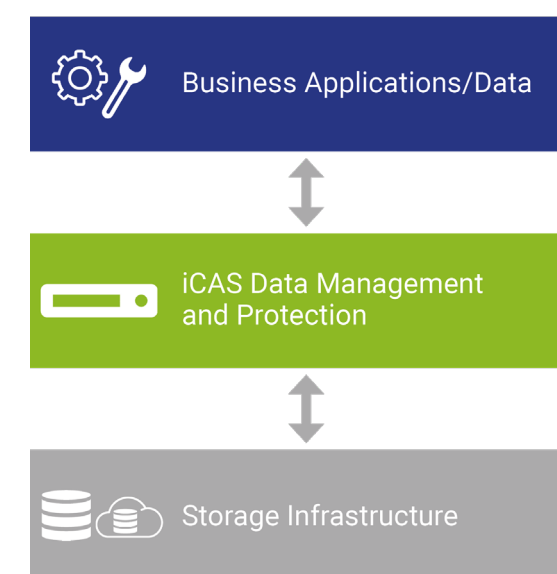 Business Applications/Data
iCAS Data Management
and Protection
Storage Infrastructure